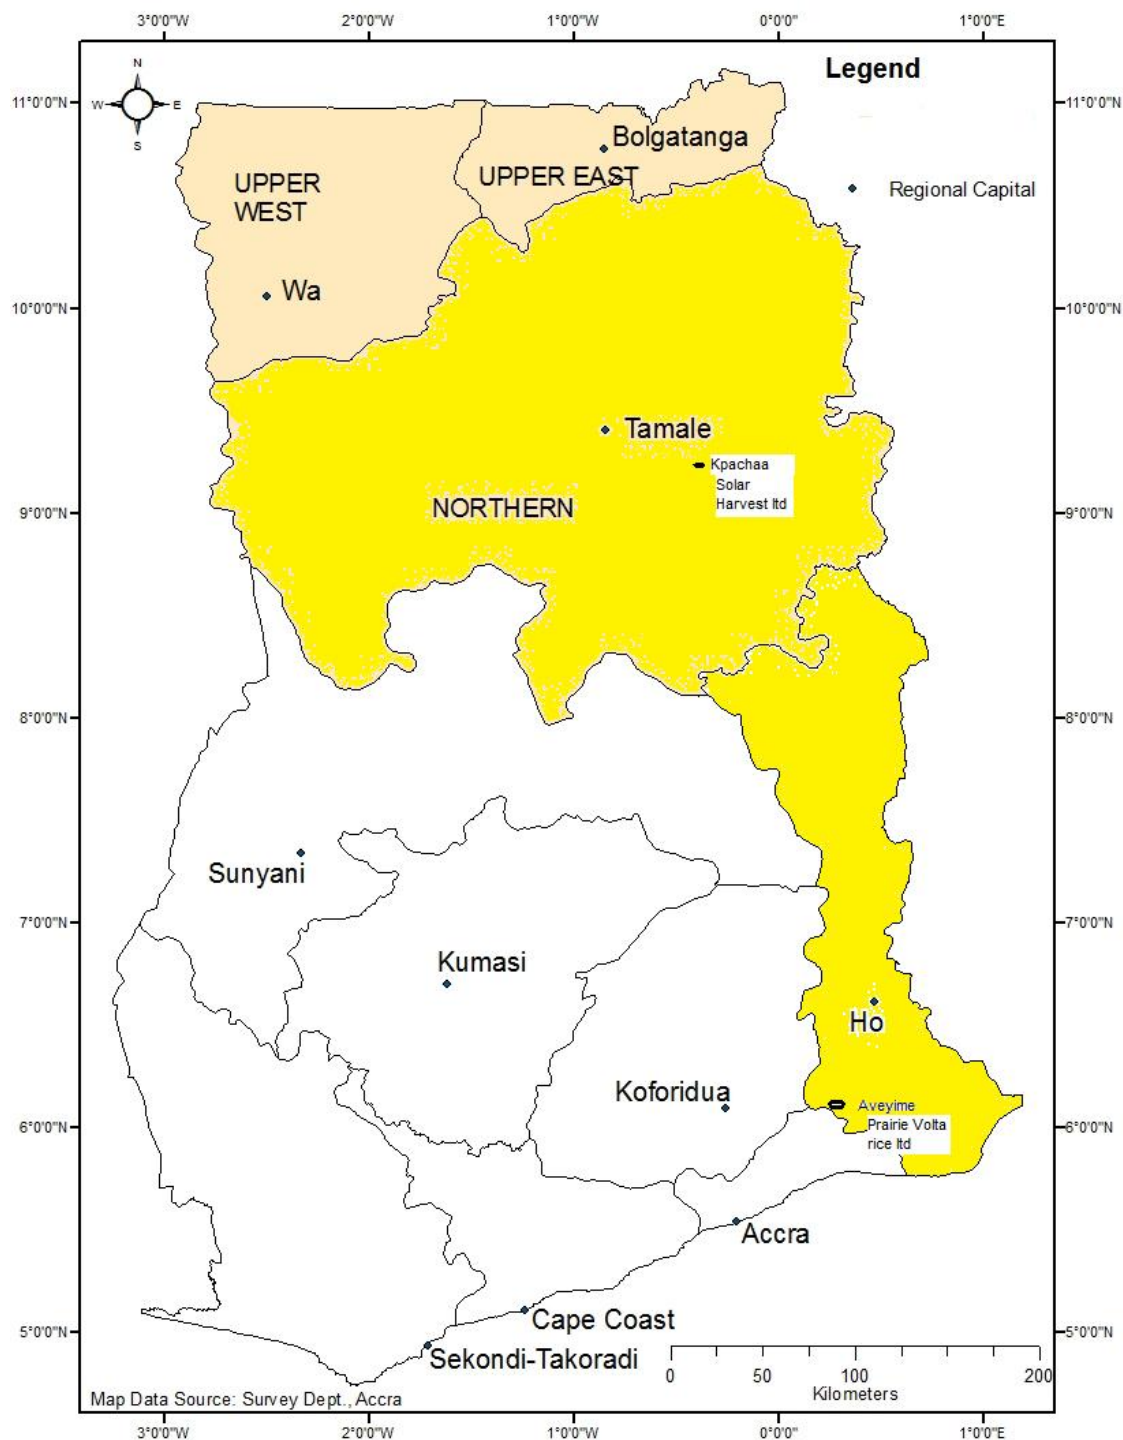 3°0'0"W 2°0'0"W 1°0'0"W 0°0'0" 1°0'0"E
Legend
N
W E
S
11°0'0"N 11°0'0"N
Bolgatanga
UPPER EAST
UPPER
WEST
Regional Capital
Wa
10°0'0"N 10°0'0"N
Tamale
Kpachaa
Solar
Harvest ltd
NORTHERN
9°0'0"N 9°0'0"N
8°0'0"N 8°0'0"N
Sunyani
7°0'0"N 7°0'0"N
Kumasi
Ho
Koforidua
Aveyime
Prairie Volta
rice ltd
6°0'0"N 6°0'0"N
Accra
Cape Coast
5°0'0"N 5°0'0"N
Sekondi-Takoradi
0 50 100 200
Kilometers
Map Data Source: Survey Dept., Accra
3°0'0"W 2°0'0"W 1°0'0"W 0°0'0" 1°0'0"E